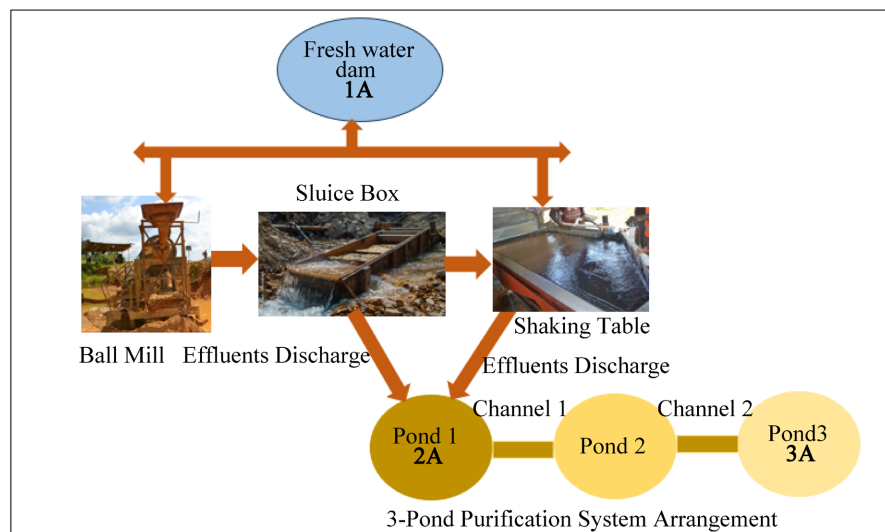 Fresh water
dam
1A
Sluice Box
Shaking Table
Ball Mill
Effluents Discharge
Effluents Discharge
Channel 1
Channel 2
Pond 1
2A
Pond 2
Pond3
3A
3-Pond Purification System Arrangement